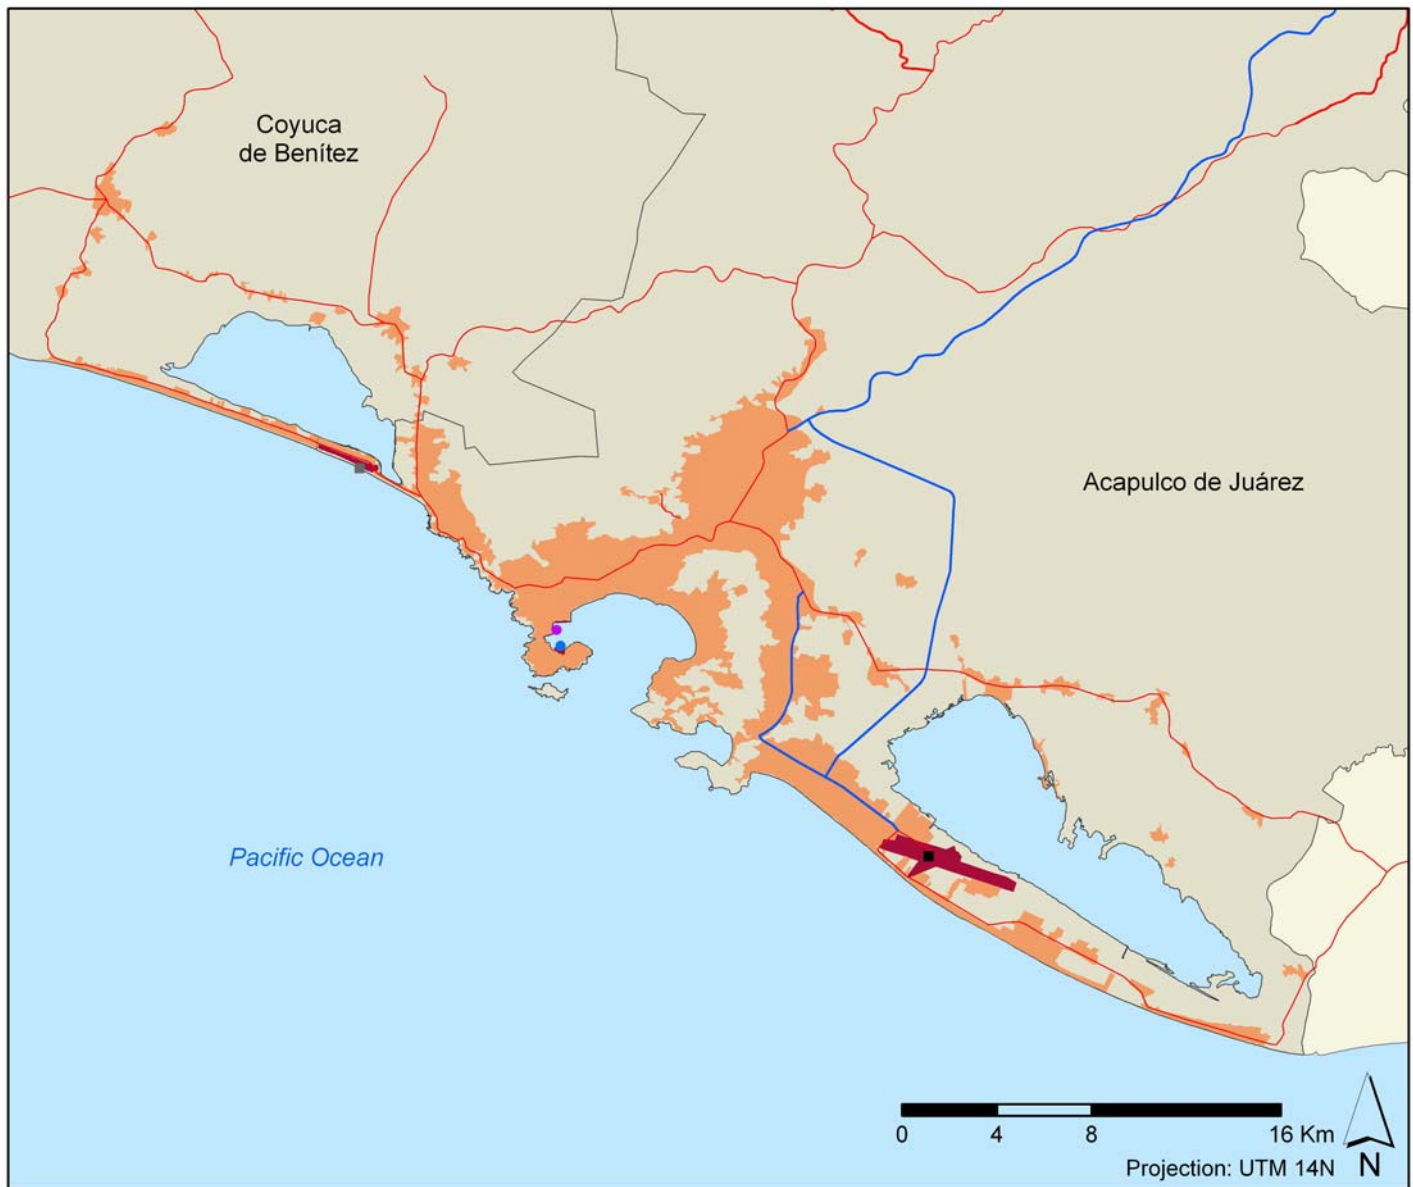 Coyuca
de Benítez
Acapulco de Juárez
Pacific Ocean
0 4 8 16 Km
Projection: UTM 14N
N